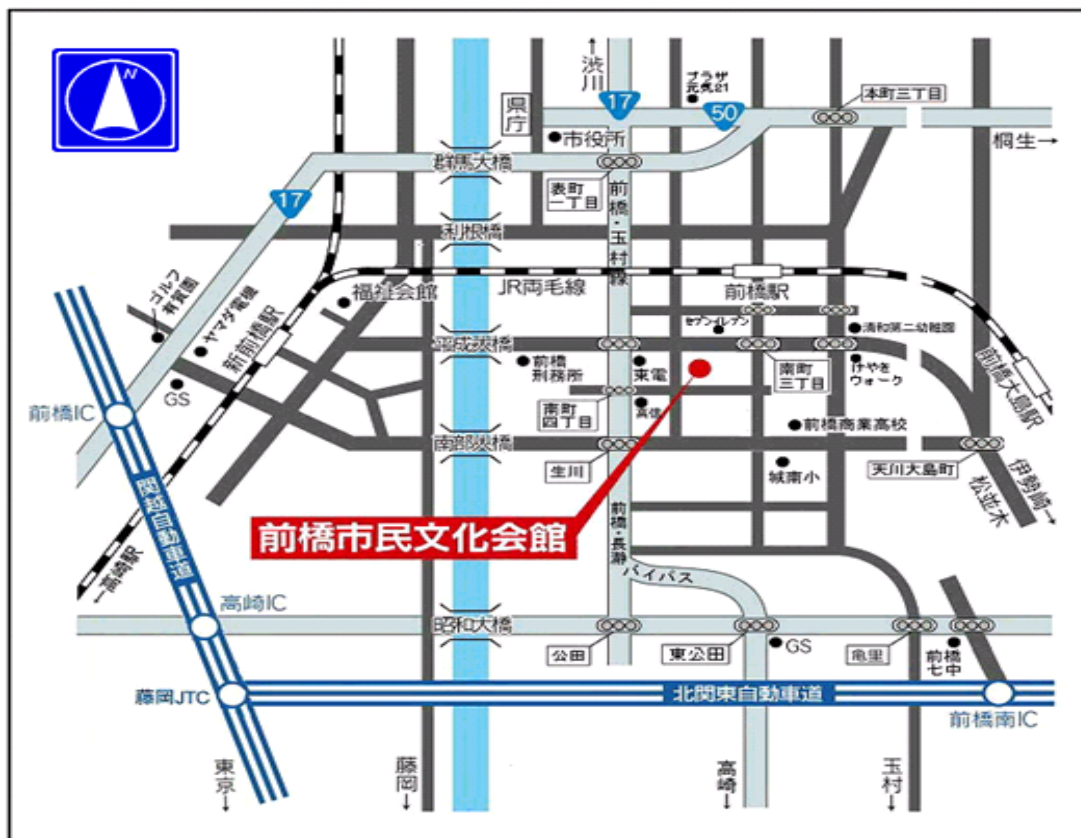 N
↑
渋川
プラザ
元気21
17
50
本町三丁目
県庁
市役所
桐生→
群馬大橋
表町
一丁目
前橋・玉村線
17
利根橋
福祉会館
JR両毛線
前橋駅
ゴルフ
有賀園
ヤマダ電機
新前橋駅
セブンイレブン
清和第二幼稚園
平成大橋
前橋
刑務所
東電
南町
三丁目
けやき
ウォーク
前橋大島駅
GS
前橋IC
南町
四丁目
前橋商業高校
南部大橋
生川
城南小
天川大島町
伊勢崎→
松並木
関越自動車道
前橋市民文化会館
前橋・長瀞
バイパス
←高崎駅
高崎IC
昭和大橋
公田
東公田
GS
亀里
前橋
七中
藤岡JTC
北関東自動車道
前橋南IC
東京
↓
藤岡
↓
高崎
↓
玉村
↓